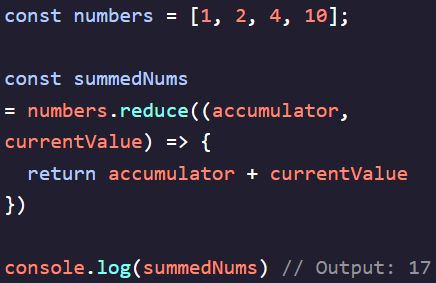 const numbers = [1, 2, 4, 10];
const summedNums
= numbers.reduce((accumulator,
currentValue) => {
  return accumulator + currentValue
})
console.log(summedNums) // Output: 17